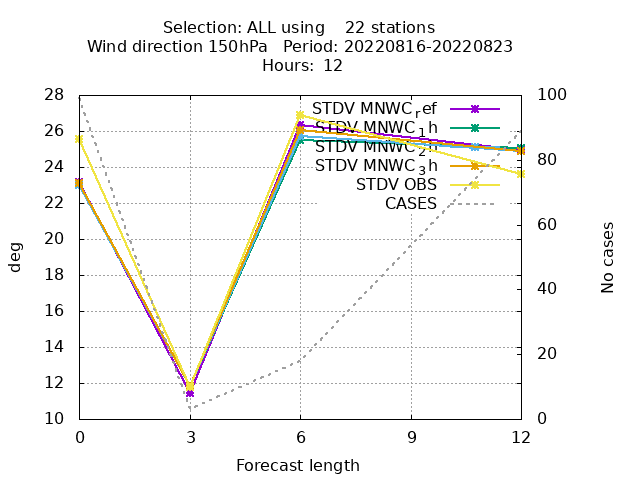 Selection: ALL using 22 stations
Wind direction 150hPa Period: 20220816-20220823
Hours: 12
28
26
24
22
20
18
16
14
12
10
deg
STDV MNWC_ref
STDV MNWC_1h
STDV MNWC_2h
STDV MNWC_3h
STDV OBS
CASES
100
80
60
40
20
0
No cases
0 3 6 9 12
Forecast length